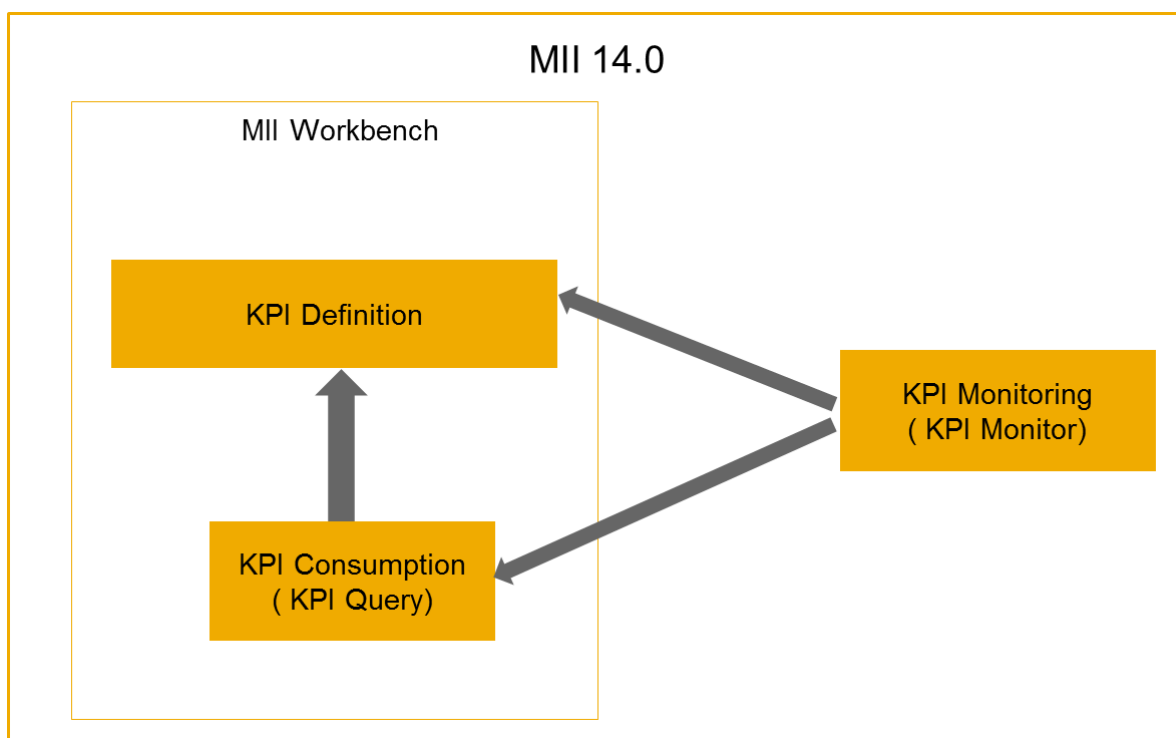 MII 14.0
MII Workbench
KPI Definition
KPI Monitoring
( KPI Monitor)
KPI Consumption
( KPI Query)